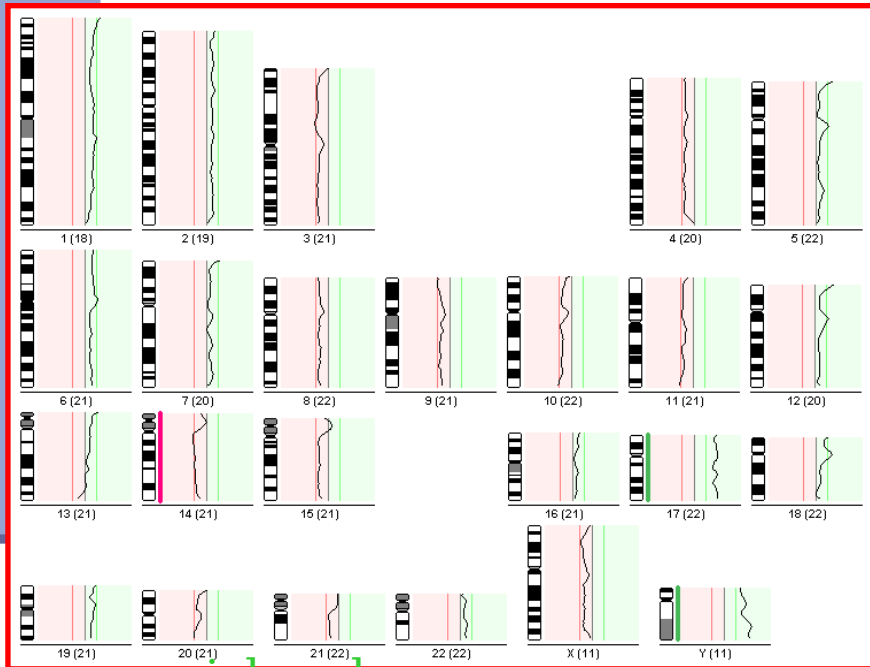 1 (18) 2 (19) 3 (21) 4 (20) 5 (22)
6 (21) 7 (20) 8 (22) 9 (21) 10 (22) 11 (21) 12 (20)
13 (21) 14 (21) 15 (21) 16 (21) 17 (22) 18 (22)
19 (21) 20 (21) 21 (22) 22 (22) X (11) Y (11)